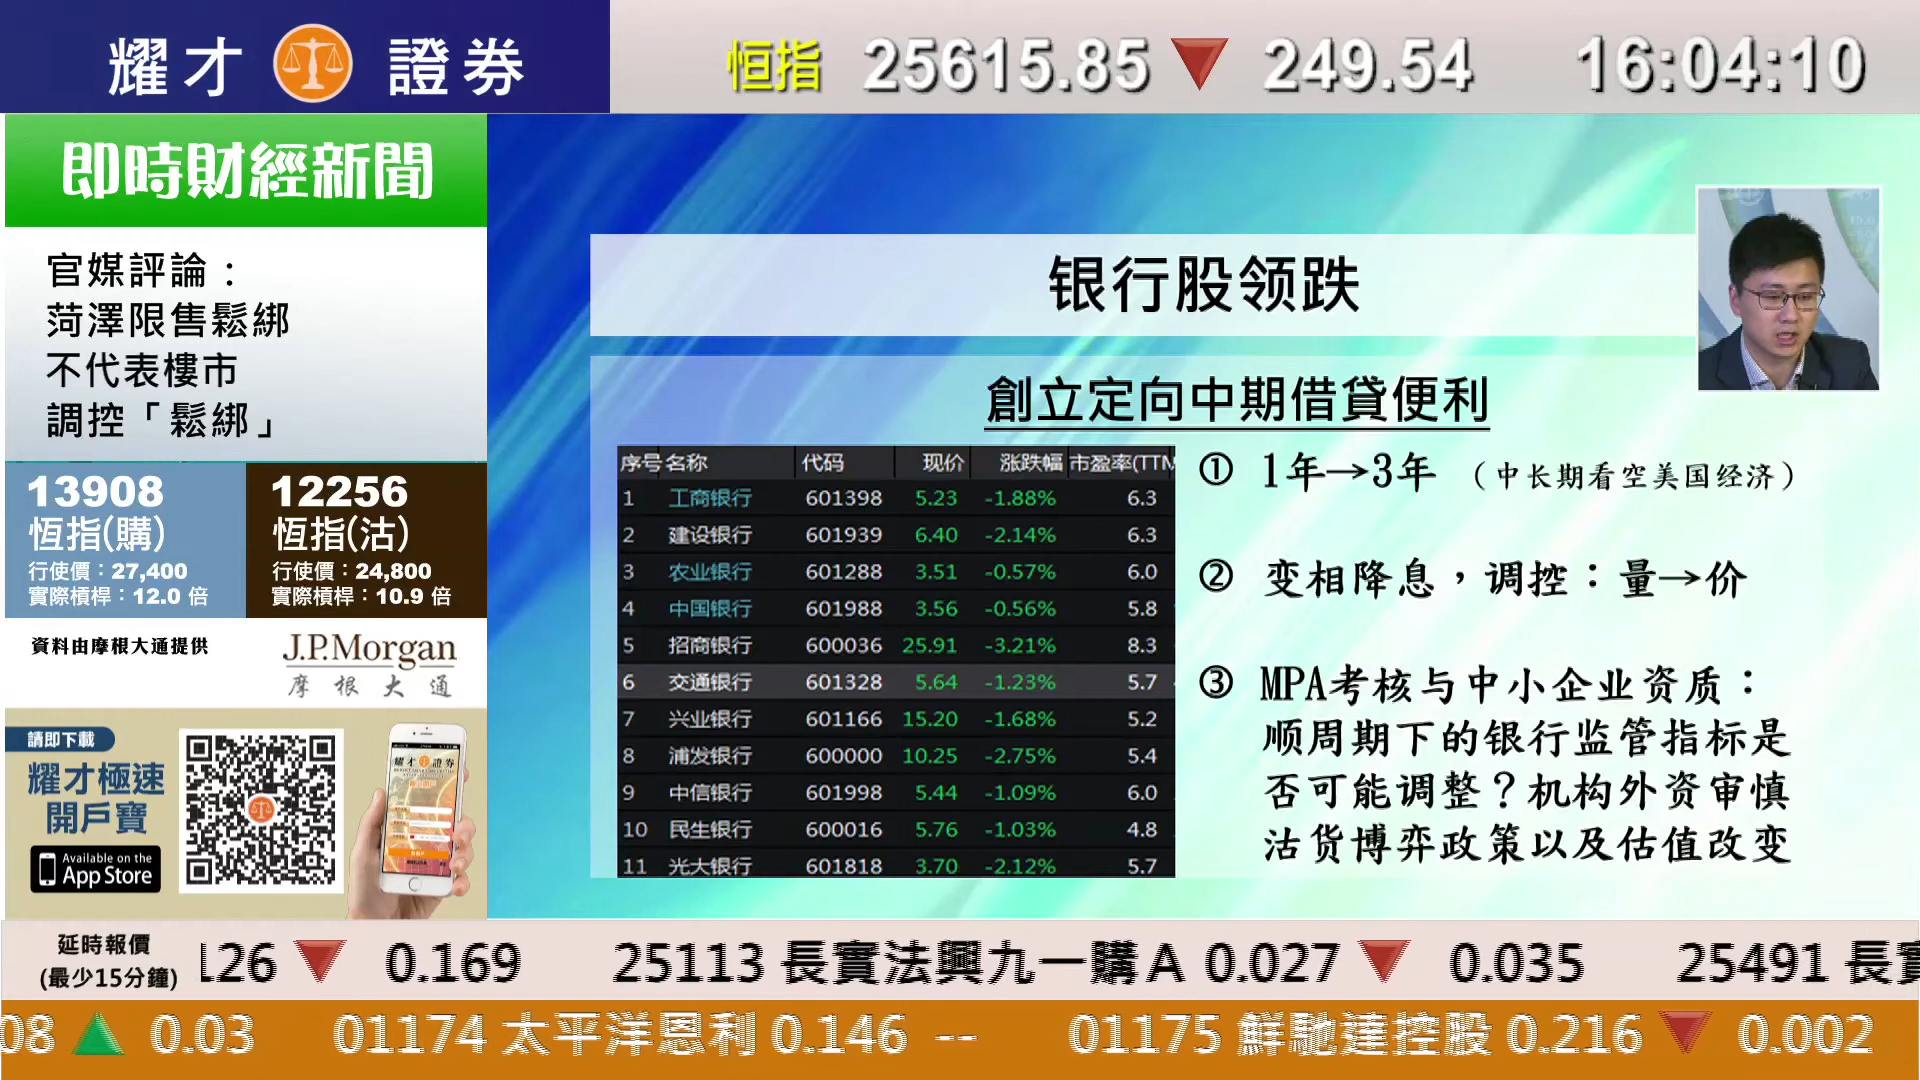 耀才 證券
恒指 25615.85 ▼ 249.54 16:04:10
即時財經新聞
官媒評論：
菏澤限售鬆綁
不代表樓市
調控「鬆綁」
13908
恆指(購)
行使價：27,400
實際槓桿：12.0 倍
12256
恆指(沽)
行使價：24,800
實際槓桿：10.9 倍
資料由摩根大通提供
J.P.Morgan
摩根大通
請即下載
耀才極速
開戶寶
Available on the
App Store
耀才 證券
银行股领跌
創立定向中期借貸便利
序号 名称 代码 现价 涨跌幅 市盈率(TTM
1 工商银行 601398 5.23 -1.88% 6.3
2 建设银行 601939 6.40 -2.14% 6.3
3 农业银行 601288 3.51 -0.57% 6.0
4 中国银行 601988 3.56 -0.56% 5.8
5 招商银行 600036 25.91 -3.21% 8.3
6 交通银行 601328 5.64 -1.23% 5.7
7 兴业银行 601166 15.20 -1.68% 5.2
8 浦发银行 600000 10.25 -2.75% 5.4
9 中信银行 601998 5.44 -1.09% 6.0
10 民生银行 600016 5.76 -1.03% 4.8
11 光大银行 601818 3.70 -2.12% 5.7
① 1年→3年 （中长期看空美国经济）
② 变相降息，调控：量→价
③ MPA考核与中小企业资质：
顺周期下的银行监管指标是
否可能调整？机构外资审慎
沽货博弈政策以及估值改变
延時報價
(最少15分鐘)
.26 ▼ 0.169 25113 長實法興九一購A 0.027 ▼ 0.035 25491 長實
08 ▲ 0.03 01174 太平洋恩利 0.146 -- 01175 鮮馳達控股 0.216 ▼ 0.002